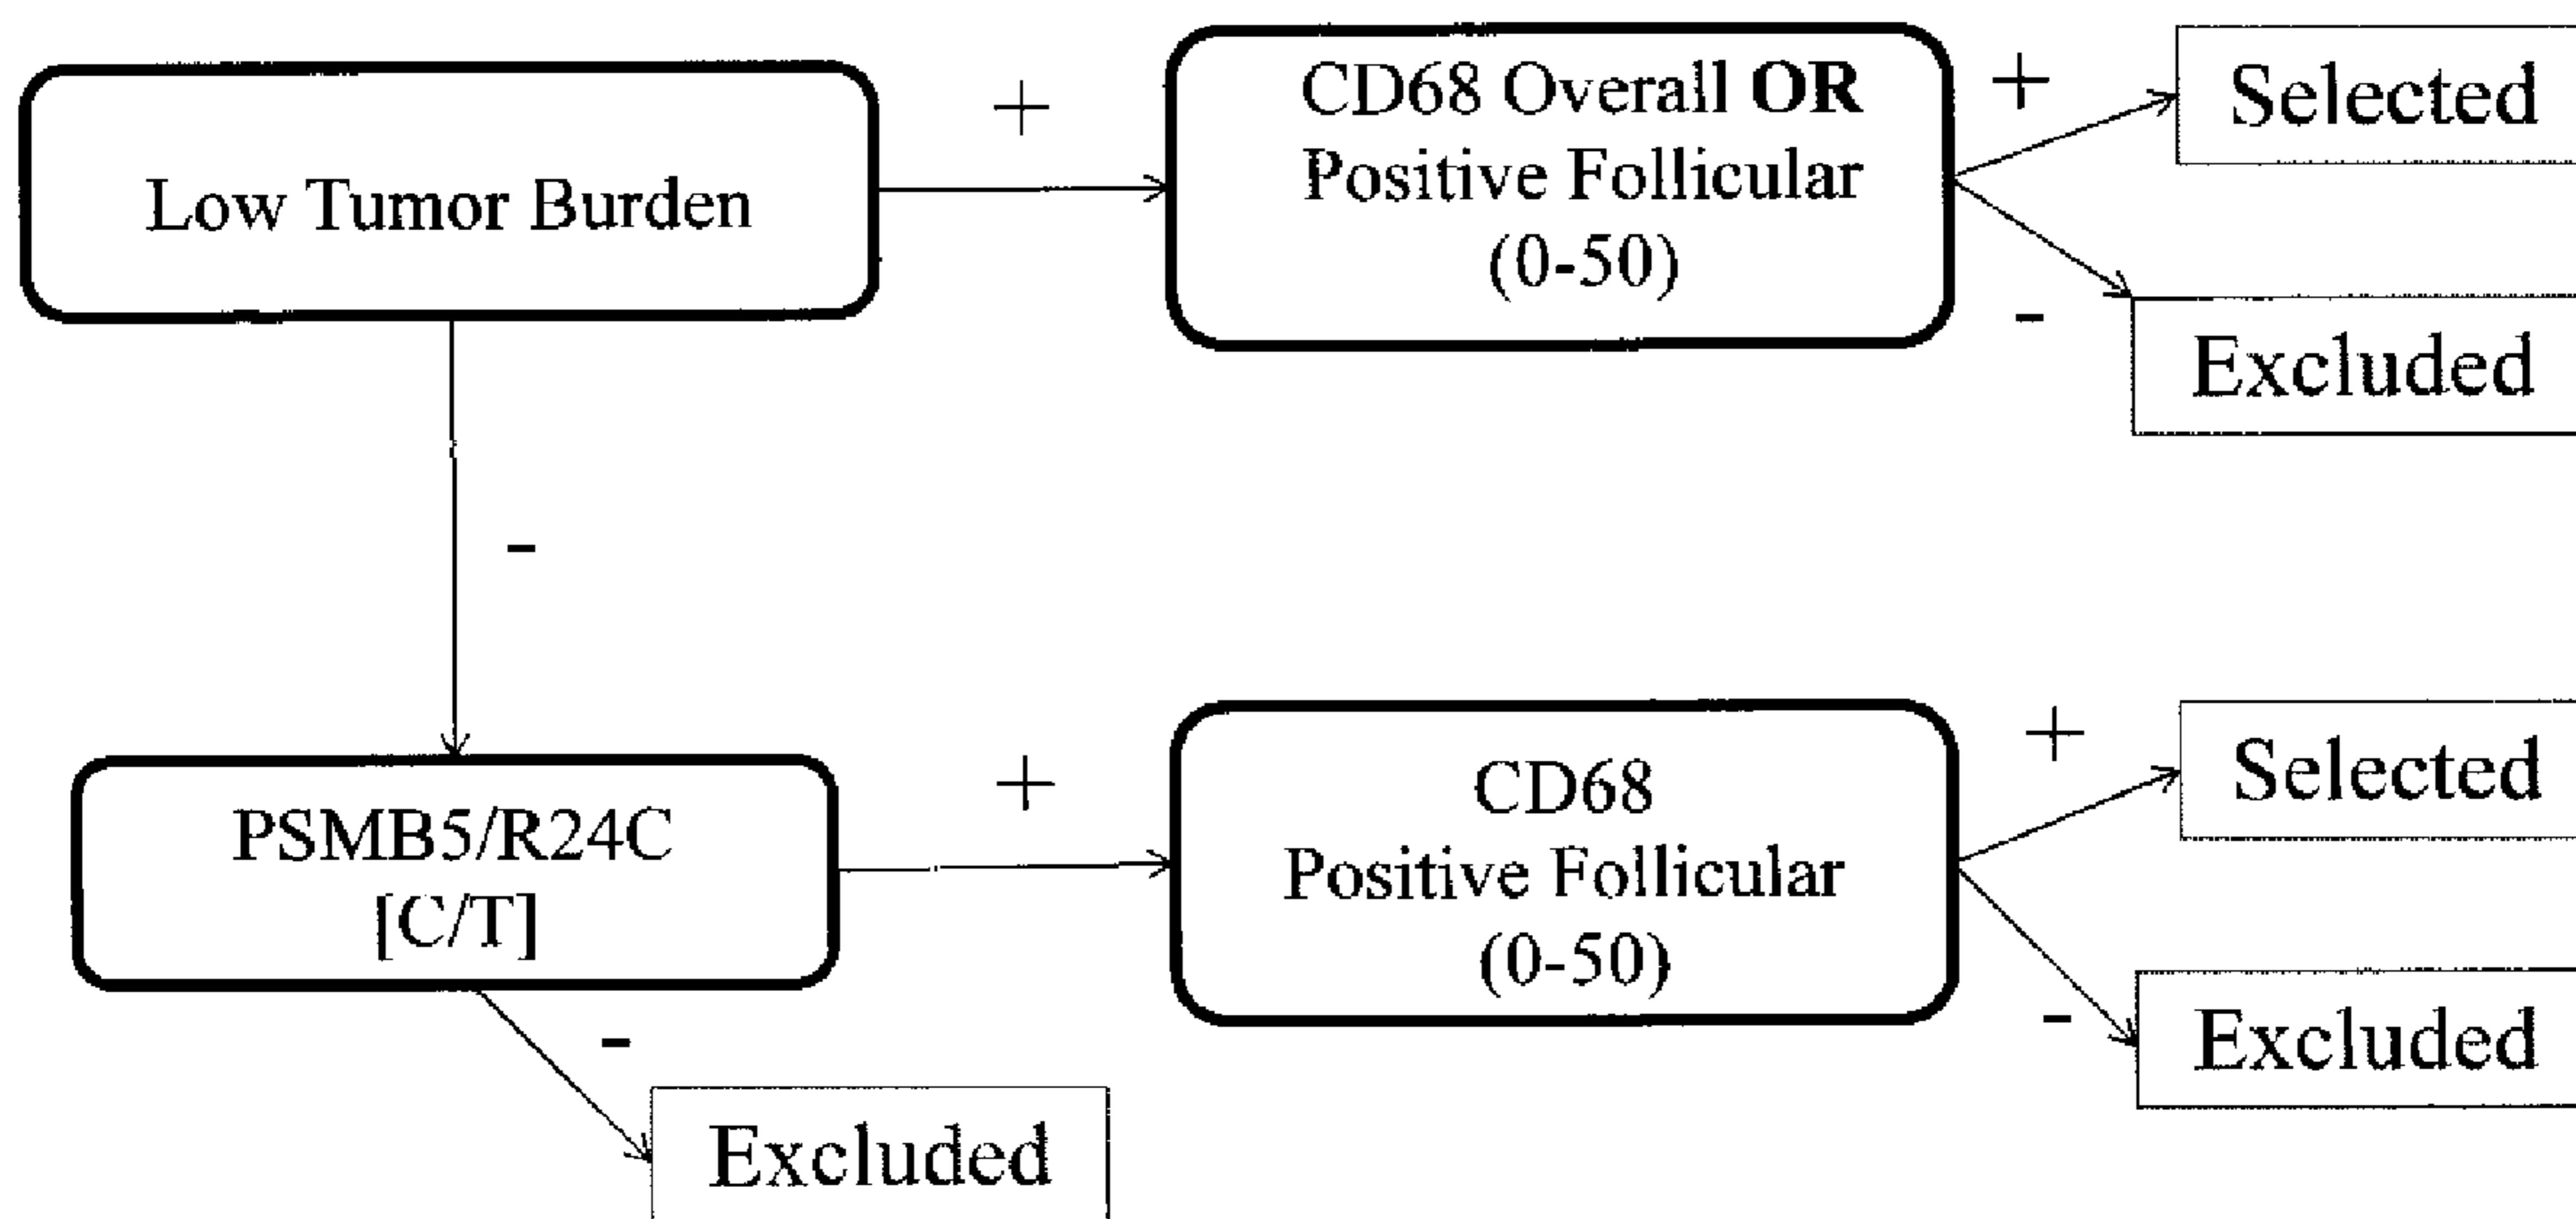 Low Tumor Burden
+
CD68 Overall OR
Positive Follicular
(0-50)
+
Selected
-
Excluded
-
PSMB5/R24C
[C/T]
+
CD68
Positive Follicular
(0-50)
+
Selected
-
Excluded
-
Excluded